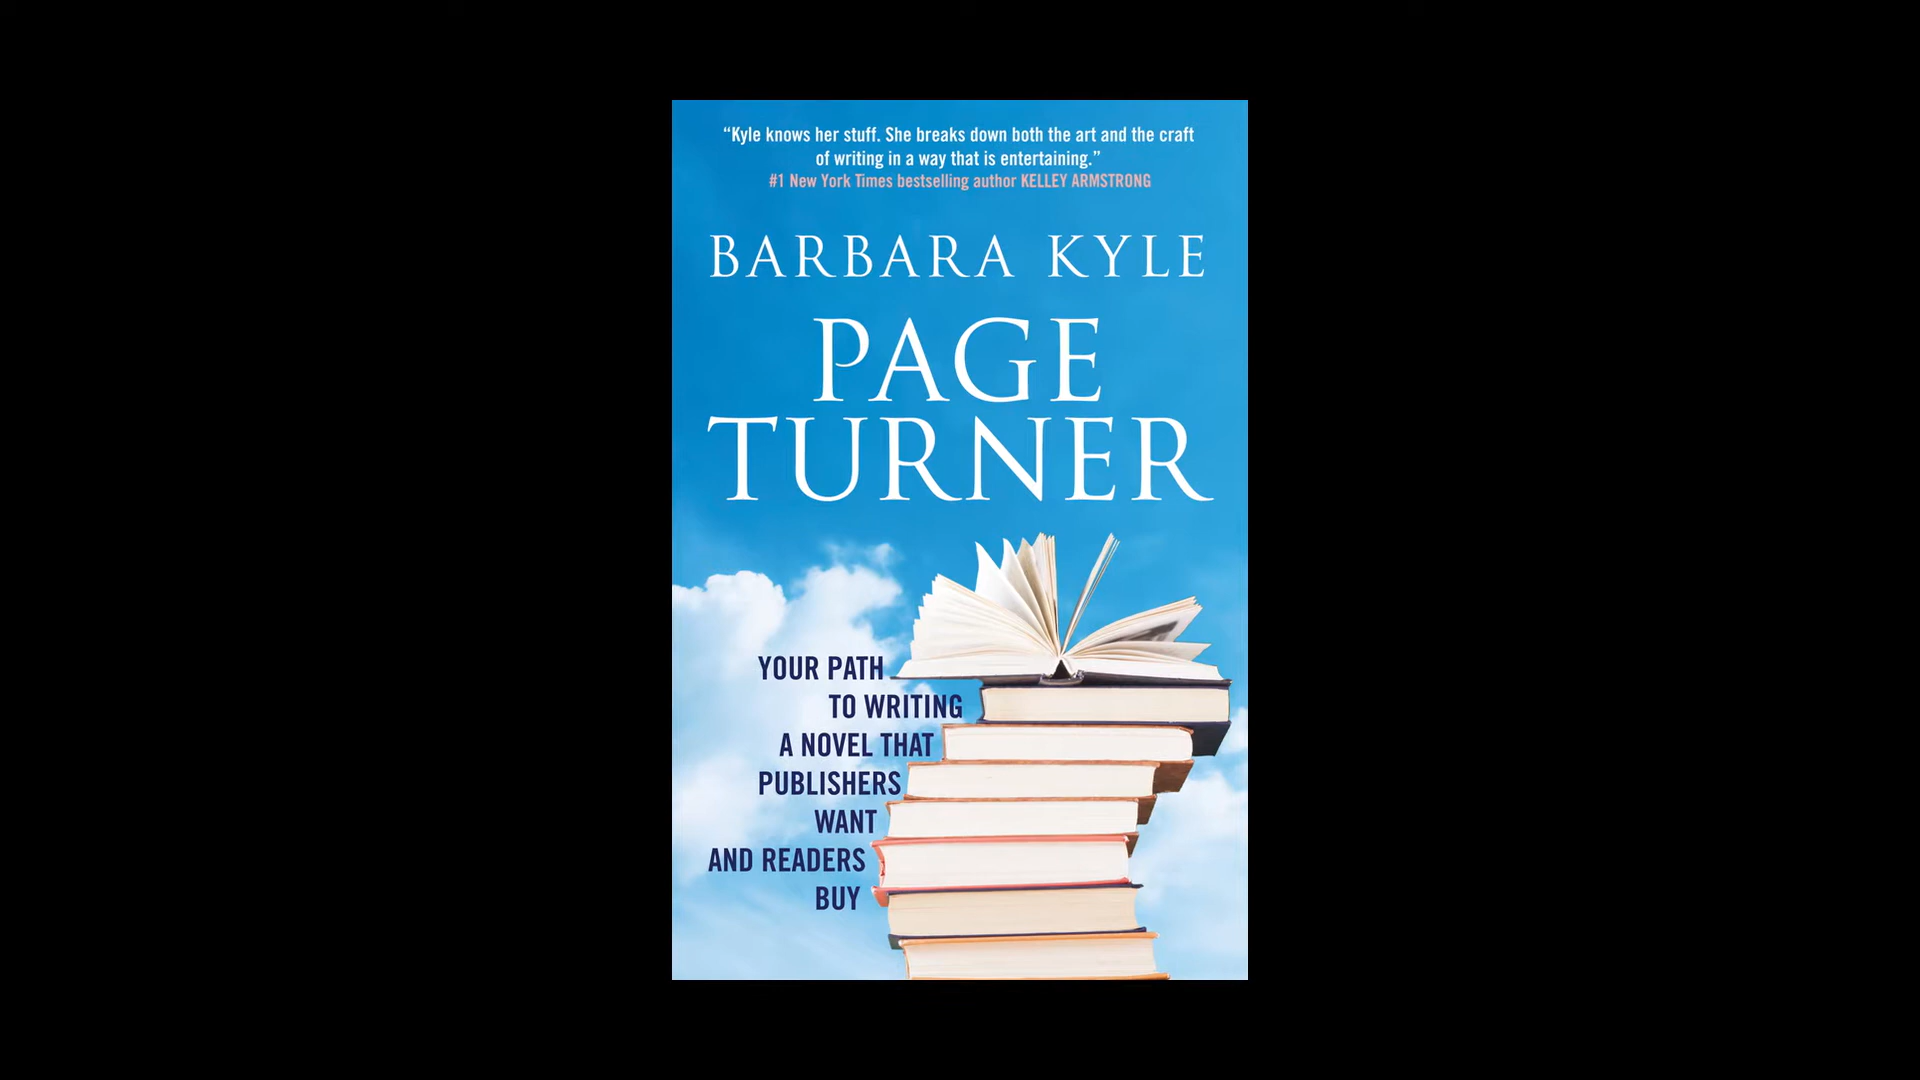 “Kyle knows her stuff. She breaks down both the art and the craft
of writing in a way that is entertaining.”
#1 New York Times bestselling author KELLEY ARMSTRONG
BARBARA KYLE
PAGE
TURNER
YOUR PATH
TO WRITING
A NOVEL THAT
PUBLISHERS
WANT
AND READERS
BUY